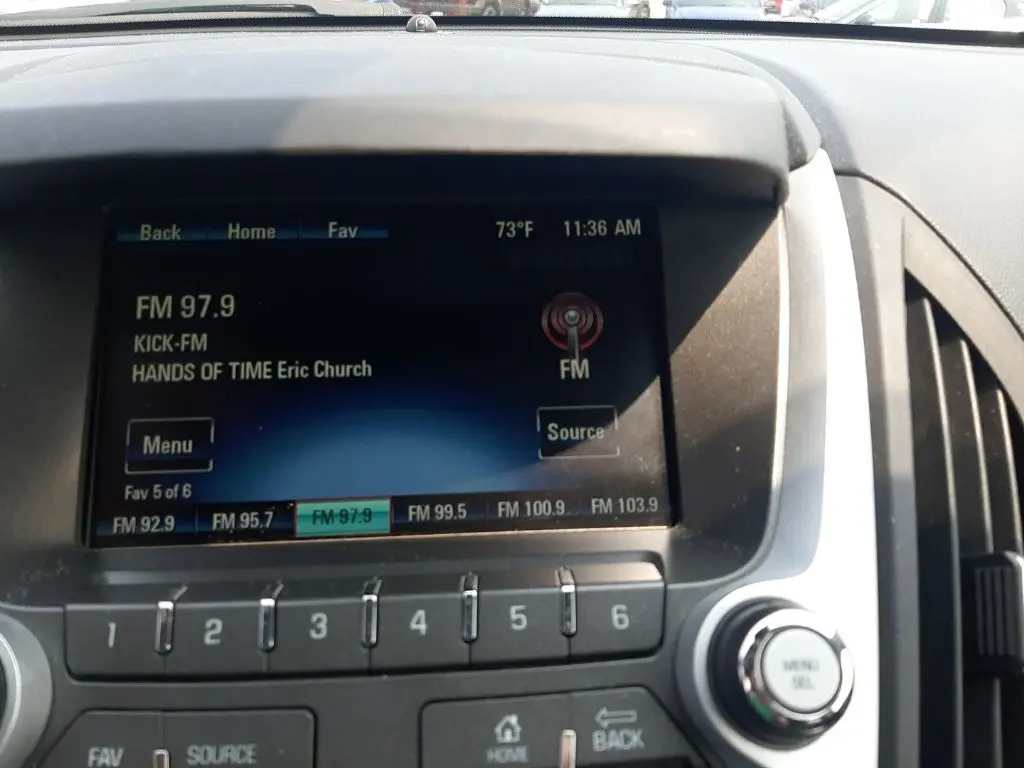 Back Home Fav 73°F 11:36 AM
FM 97.9
KICK-FM
HANDS OF TIME Eric Church
FM
Menu
Source
Fav 5 of 6
FM 92.9 FM 95.7 FM 97.9 FM 99.5 FM 100.9 FM 103.9
1 2 3 4 5 6
MENU
SEL
FAV SOURCE HOME BACK